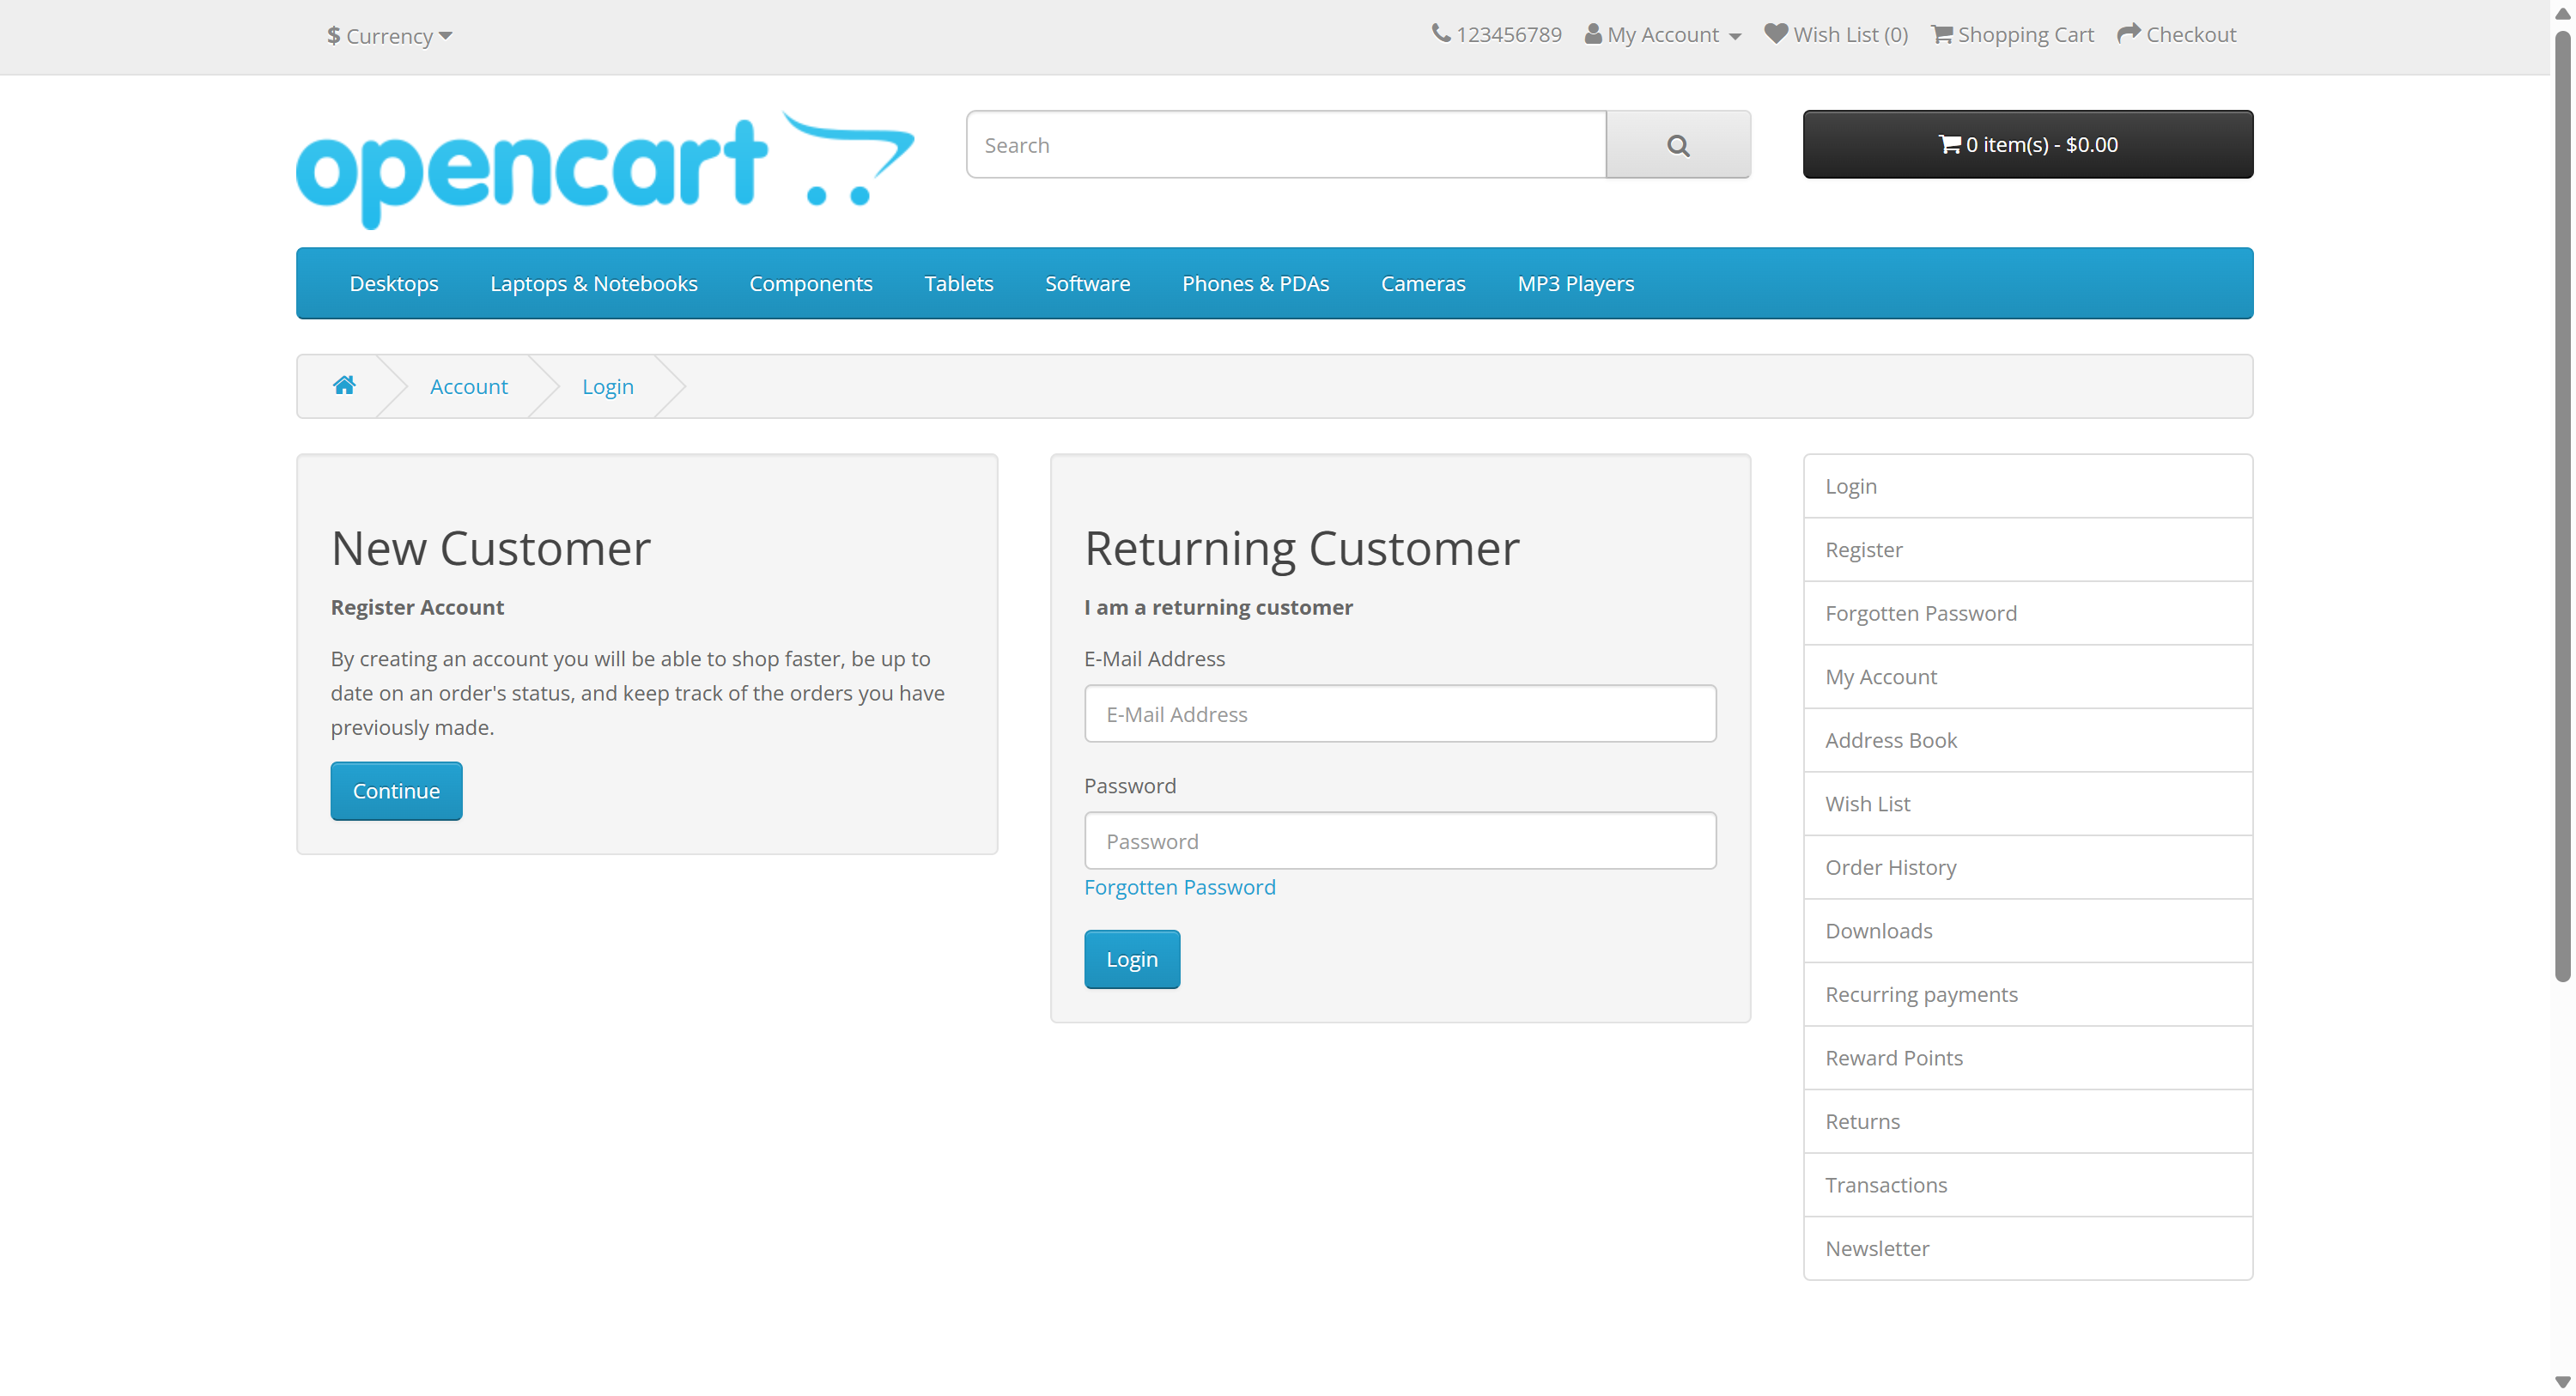 $ Currency
123456789 My Account Wish List (0) Shopping Cart Checkout
opencart
Search
0 item(s) - $0.00
Desktops Laptops & Notebooks Components Tablets Software Phones & PDAs Cameras MP3 Players
Account Login
New Customer
Register Account
By creating an account you will be able to shop faster, be up to
date on an order's status, and keep track of the orders you have
previously made.
Continue
Returning Customer
I am a returning customer
E-Mail Address
E-Mail Address
Password
Password
Forgotten Password
Login
Login
Register
Forgotten Password
My Account
Address Book
Wish List
Order History
Downloads
Recurring payments
Reward Points
Returns
Transactions
Newsletter